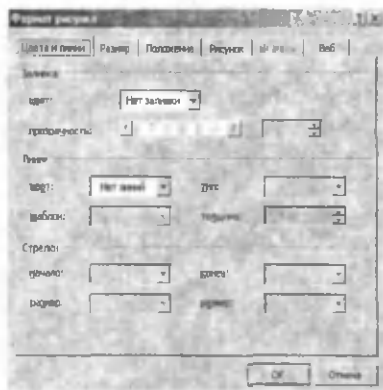 Формат рисунка
Цвета и линии Размер Положение Рисунок Веб
Заливка
цвет: Нет заливки
прозрачность:
Линии
цвет: Нет линий тип:
шаблон: толщина:
Стрелки
начало: конец:
размер: размер:
ОК Отмена